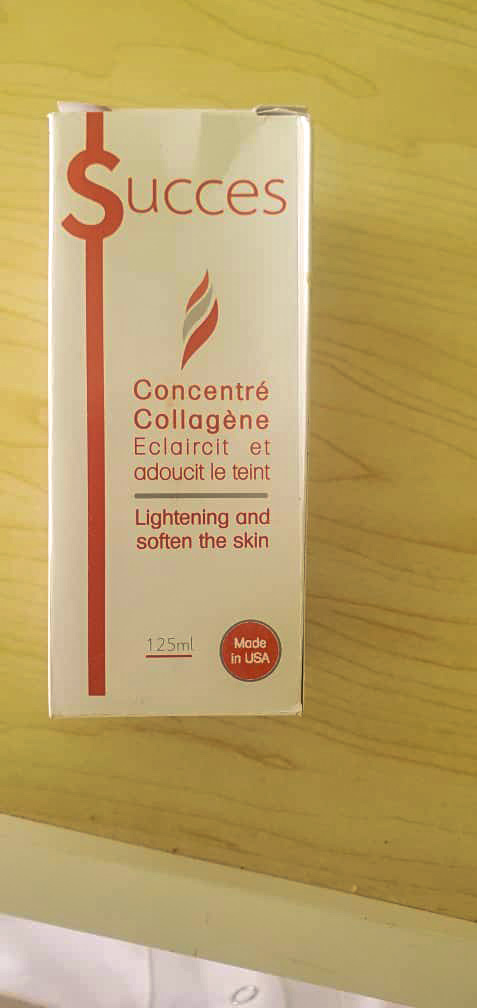 Succes
Concentré
Collagène
Eclaircit et
adoucit le teint
Lightening and
soften the skin
125ml
Made
in USA